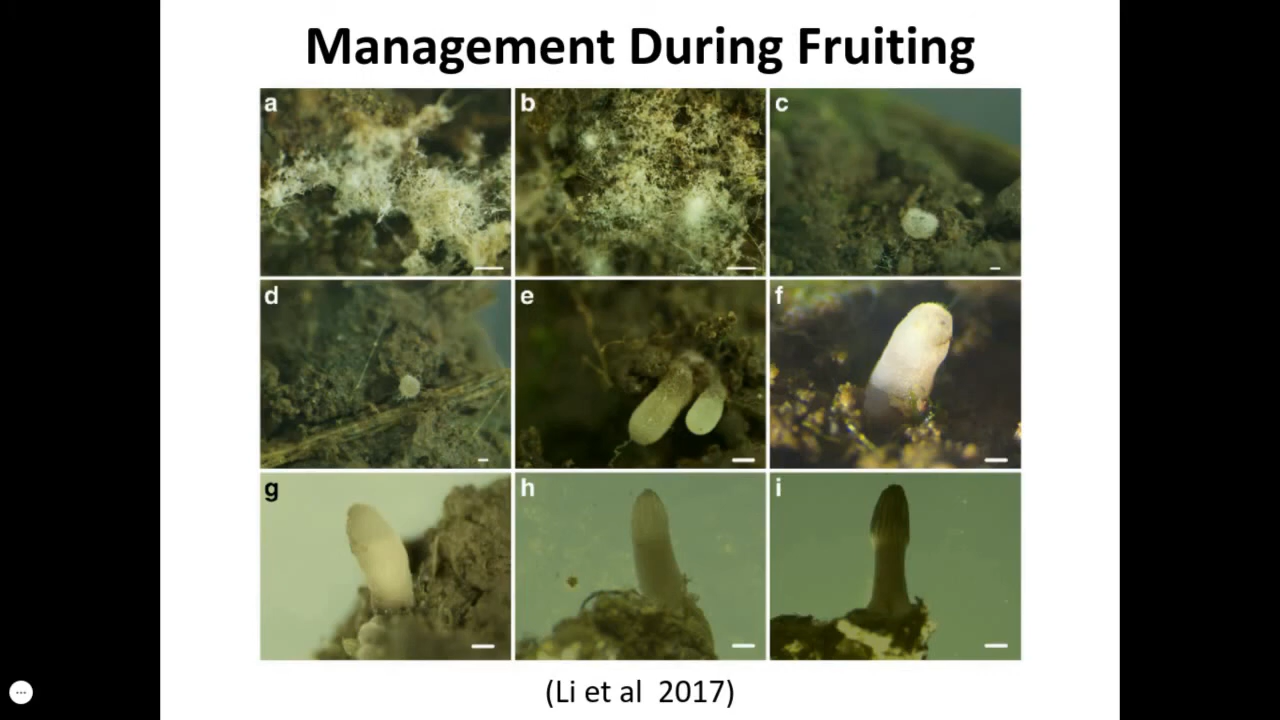 Management During Fruiting
a
b
c
d
e
f
g
h
i
(Li et al  2017)